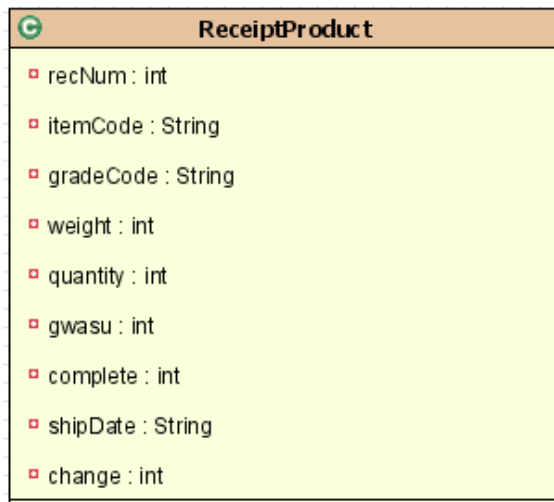 C ReceiptProduct
recNum : int
itemCode : String
gradeCode : String
weight : int
quantity : int
gwasu : int
complete : int
shipDate : String
change : int